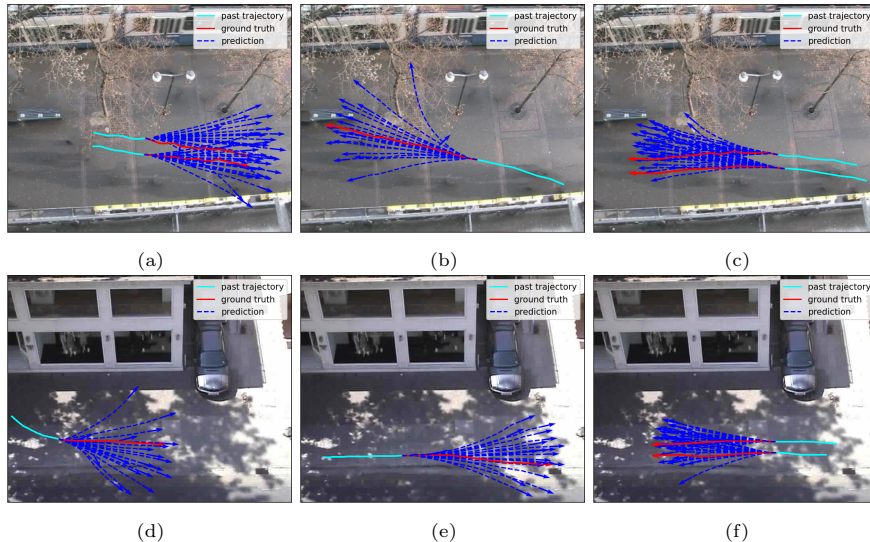 past trajectory
ground truth
prediction
past trajectory
ground truth
prediction
past trajectory
ground truth
prediction
(a)
(b)
(c)
past trajectory
ground truth
prediction
past trajectory
ground truth
prediction
past trajectory
ground truth
prediction
(d)
(e)
(f)